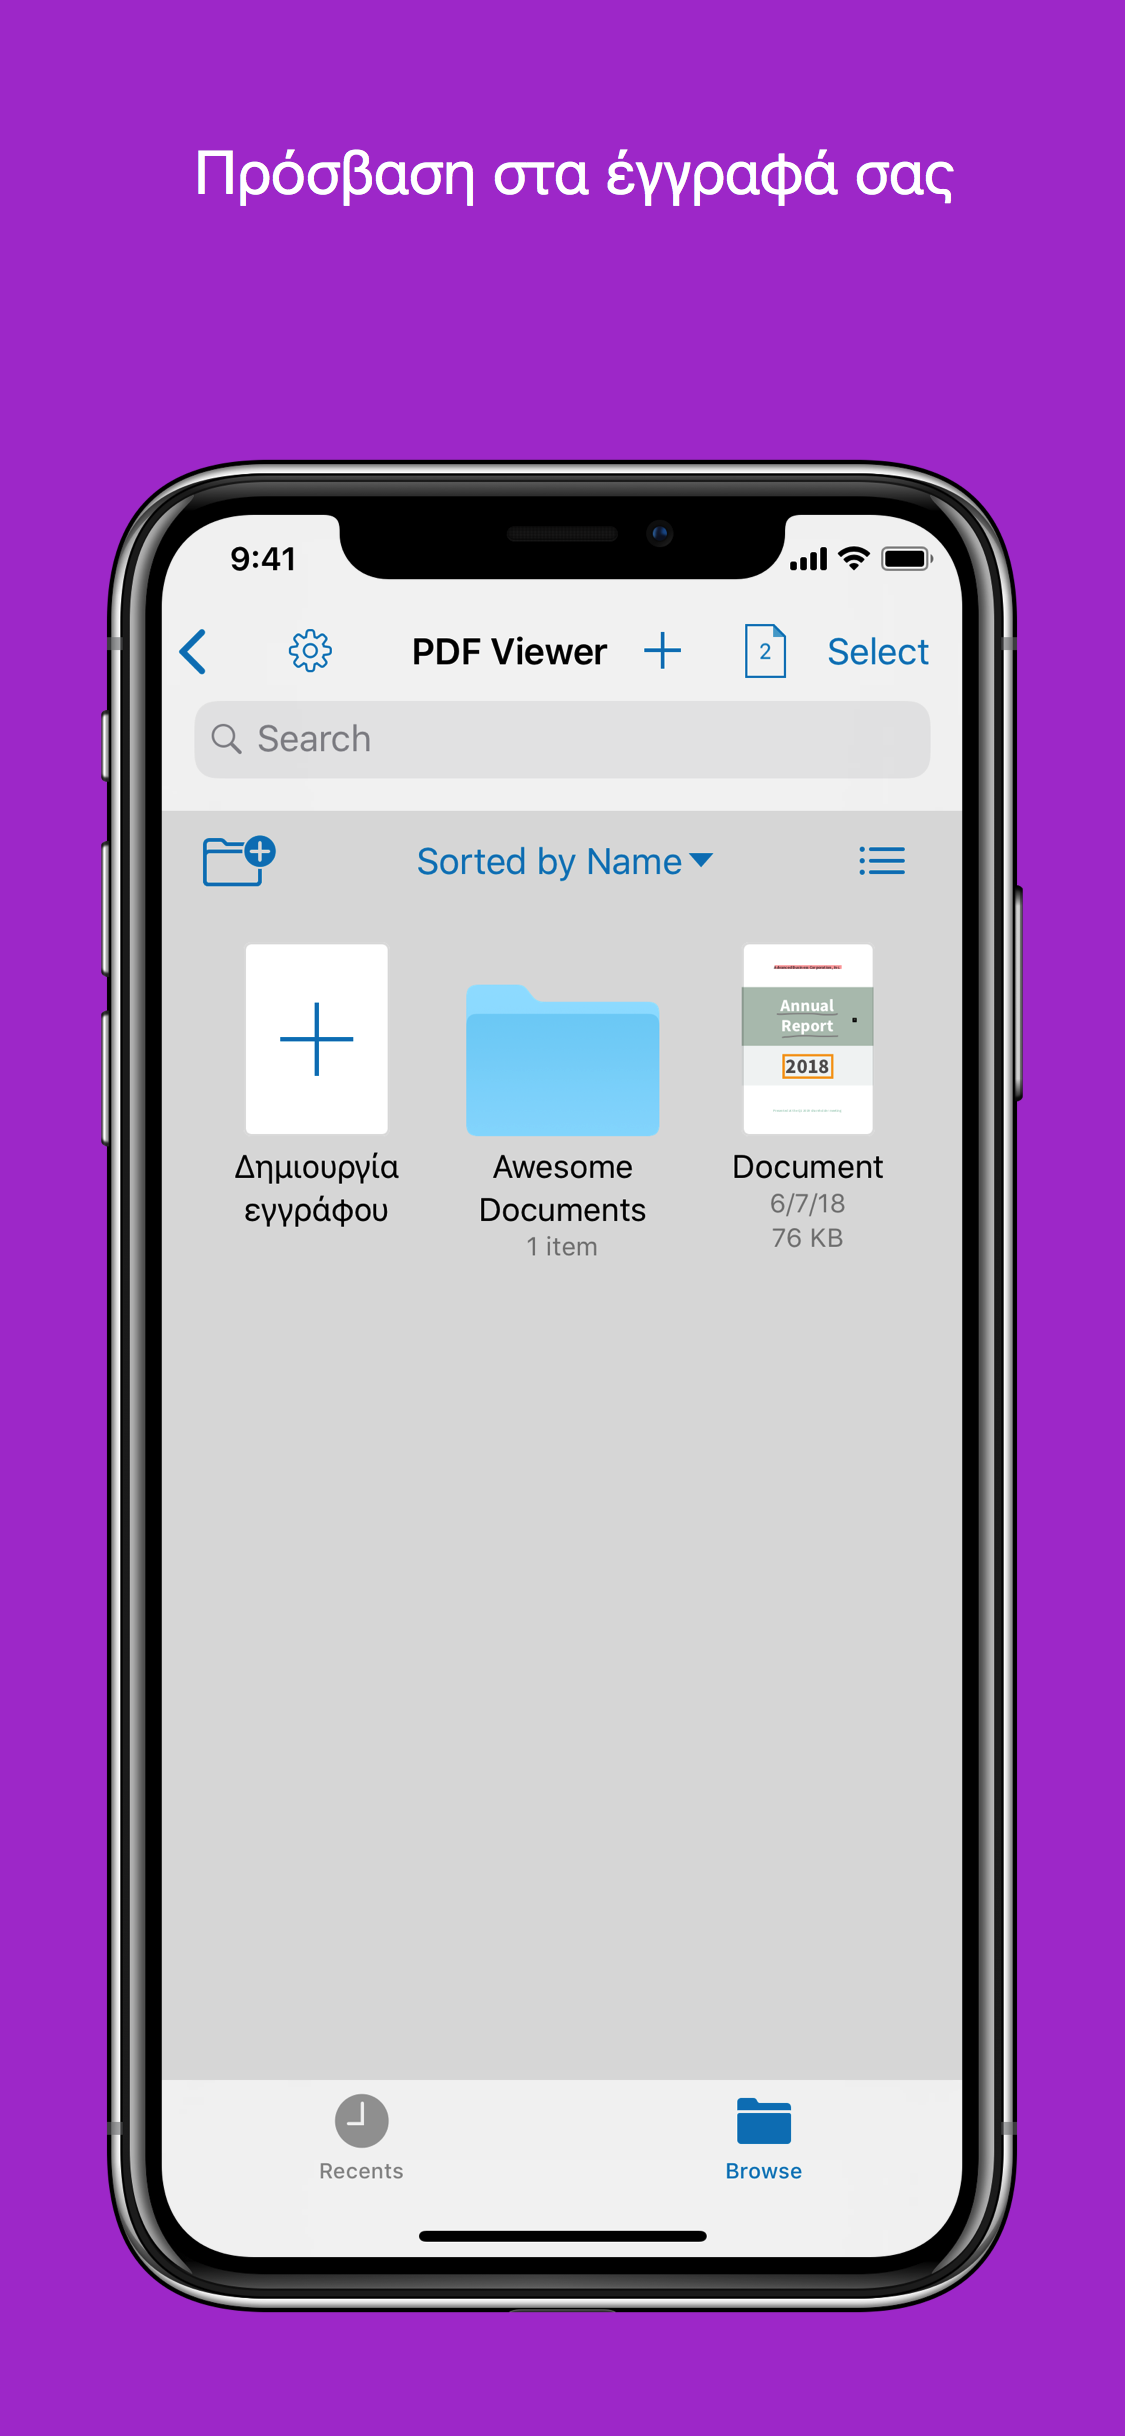 Πρόσβαση στα έγγραφά σας
9:41
PDF Viewer
2
Select
Search
Sorted by Name
Annual
Report
2018
Δημιουργία
εγγράφου
Awesome
Documents
1 item
Document
6/7/18
76 KB
Recents
Browse